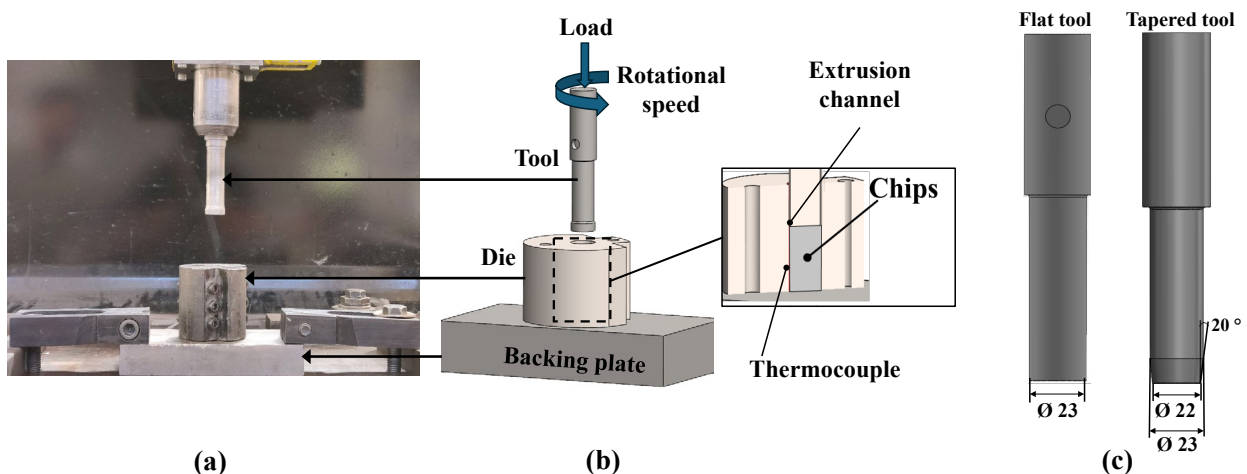 Load
Rotational
speed
Tool
Die
Backing plate
Extrusion
channel
Chips
Thermocouple
Flat tool
Tapered tool
20 °
Ø 23
Ø 22
Ø 23
(a)
(b)
(c)